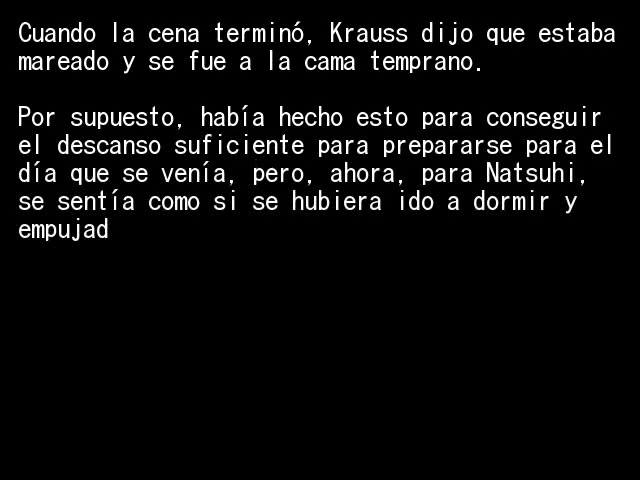 Cuando la cena terminó, Krauss dijo que estaba
mareado y se fue a la cama temprano.
Por supuesto, había hecho esto para conseguir
el descanso suficiente para prepararse para el
día que se venía, pero, ahora, para Natsuhi,
se sentía como si se hubiera ido a dormir y
empujad